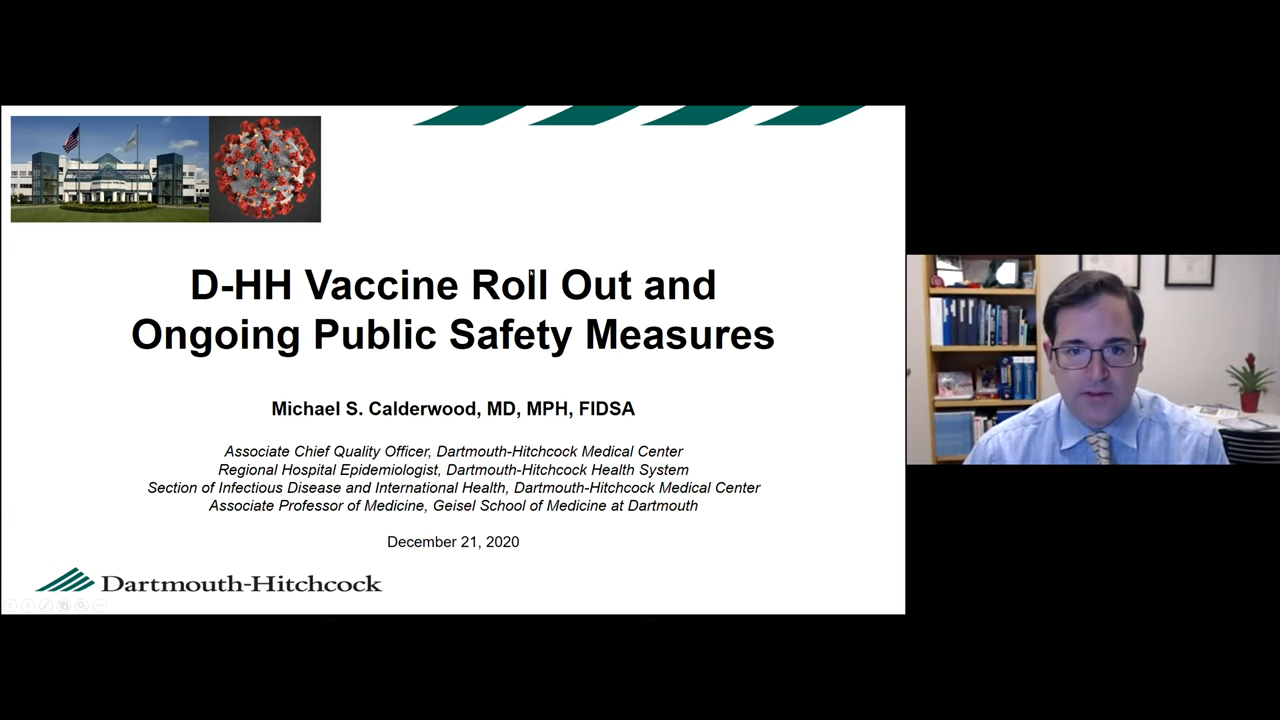 D-HH Vaccine Roll Out and
Ongoing Public Safety Measures
Michael S. Calderwood, MD, MPH, FIDSA
Associate Chief Quality Officer, Dartmouth-Hitchcock Medical Center
Regional Hospital Epidemiologist, Dartmouth-Hitchcock Health System
Section of Infectious Disease and International Health, Dartmouth-Hitchcock Medical Center
Associate Professor of Medicine, Geisel School of Medicine at Dartmouth
December 21, 2020
Dartmouth-Hitchcock